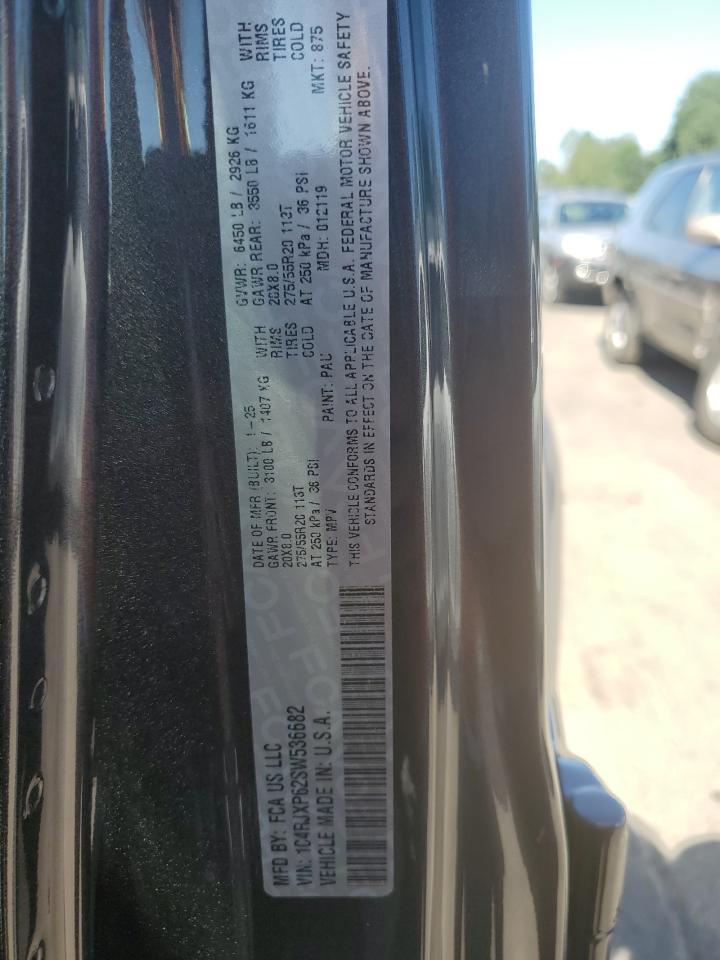 MFD BY: FCA US LLC
VIN: 1C4RJXP62SW536682
VEHICLE MADE IN: U.S.A.
DATE OF MFR (BUILT): 1-25
GVWR: 6450 LB / 2926 KG
GAWR FRONT: 3100 LB / 1407 KG WITH
GAWR REAR: 3550 LB / 1611 KG WITH
20X8.0 RIMS
20X8.0 RIMS
275/55R20 113T TIRES
275/55R20 113T TIRES
AT 250 kPa / 36 PSI COLD
AT 250 kPa / 36 PSI COLD
TYPE: MPV PAINT: PAU MDH: 012119 MKT: 875
THIS VEHICLE CONFORMS TO ALL APPLICABLE U.S.A. FEDERAL MOTOR VEHICLE SAFETY
STANDARDS IN EFFECT ON THE DATE OF MANUFACTURE SHOWN ABOVE.